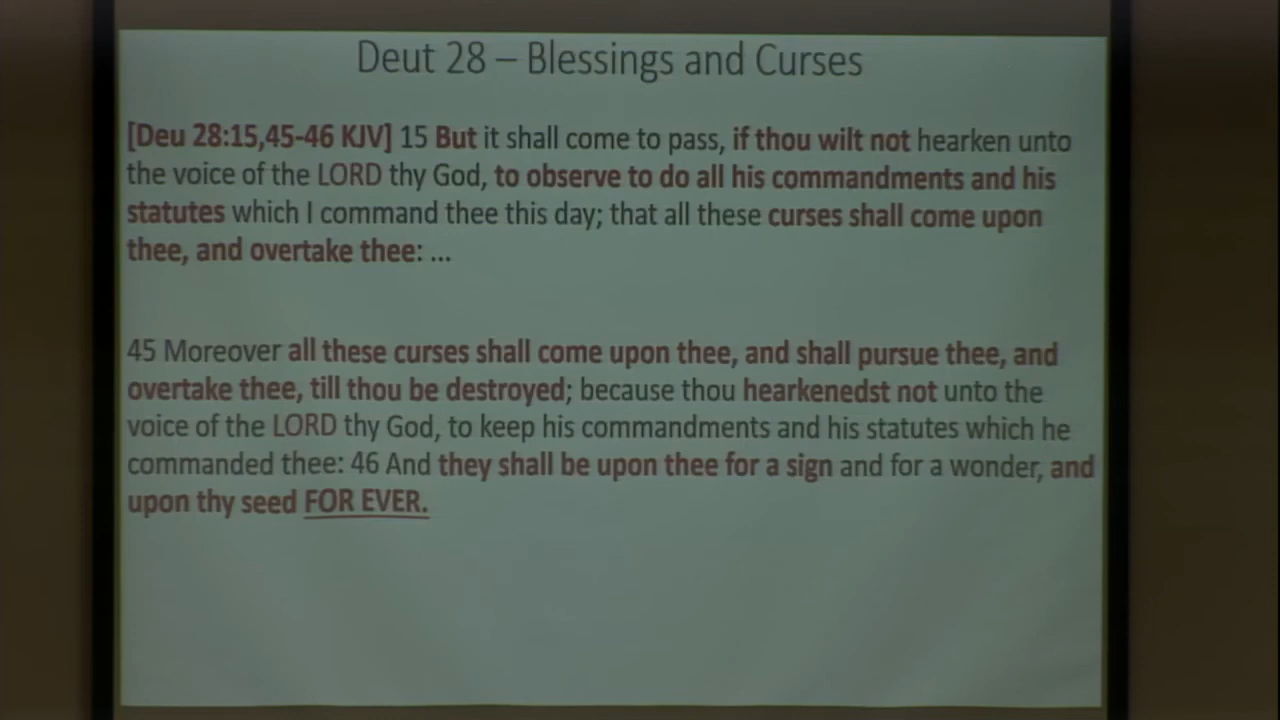 Deut 28 – Blessings and Curses
[Deu 28:15,45-46 KJV] 15 But it shall come to pass, if thou wilt not hearken unto
the voice of the LORD thy God, to observe to do all his commandments and his
statutes which I command thee this day; that all these curses shall come upon
thee, and overtake thee: ...
45 Moreover all these curses shall come upon thee, and shall pursue thee, and
overtake thee, till thou be destroyed; because thou hearkenedst not unto the
voice of the LORD thy God, to keep his commandments and his statutes which he
commanded thee: 46 And they shall be upon thee for a sign and for a wonder, and
upon thy seed FOR EVER.